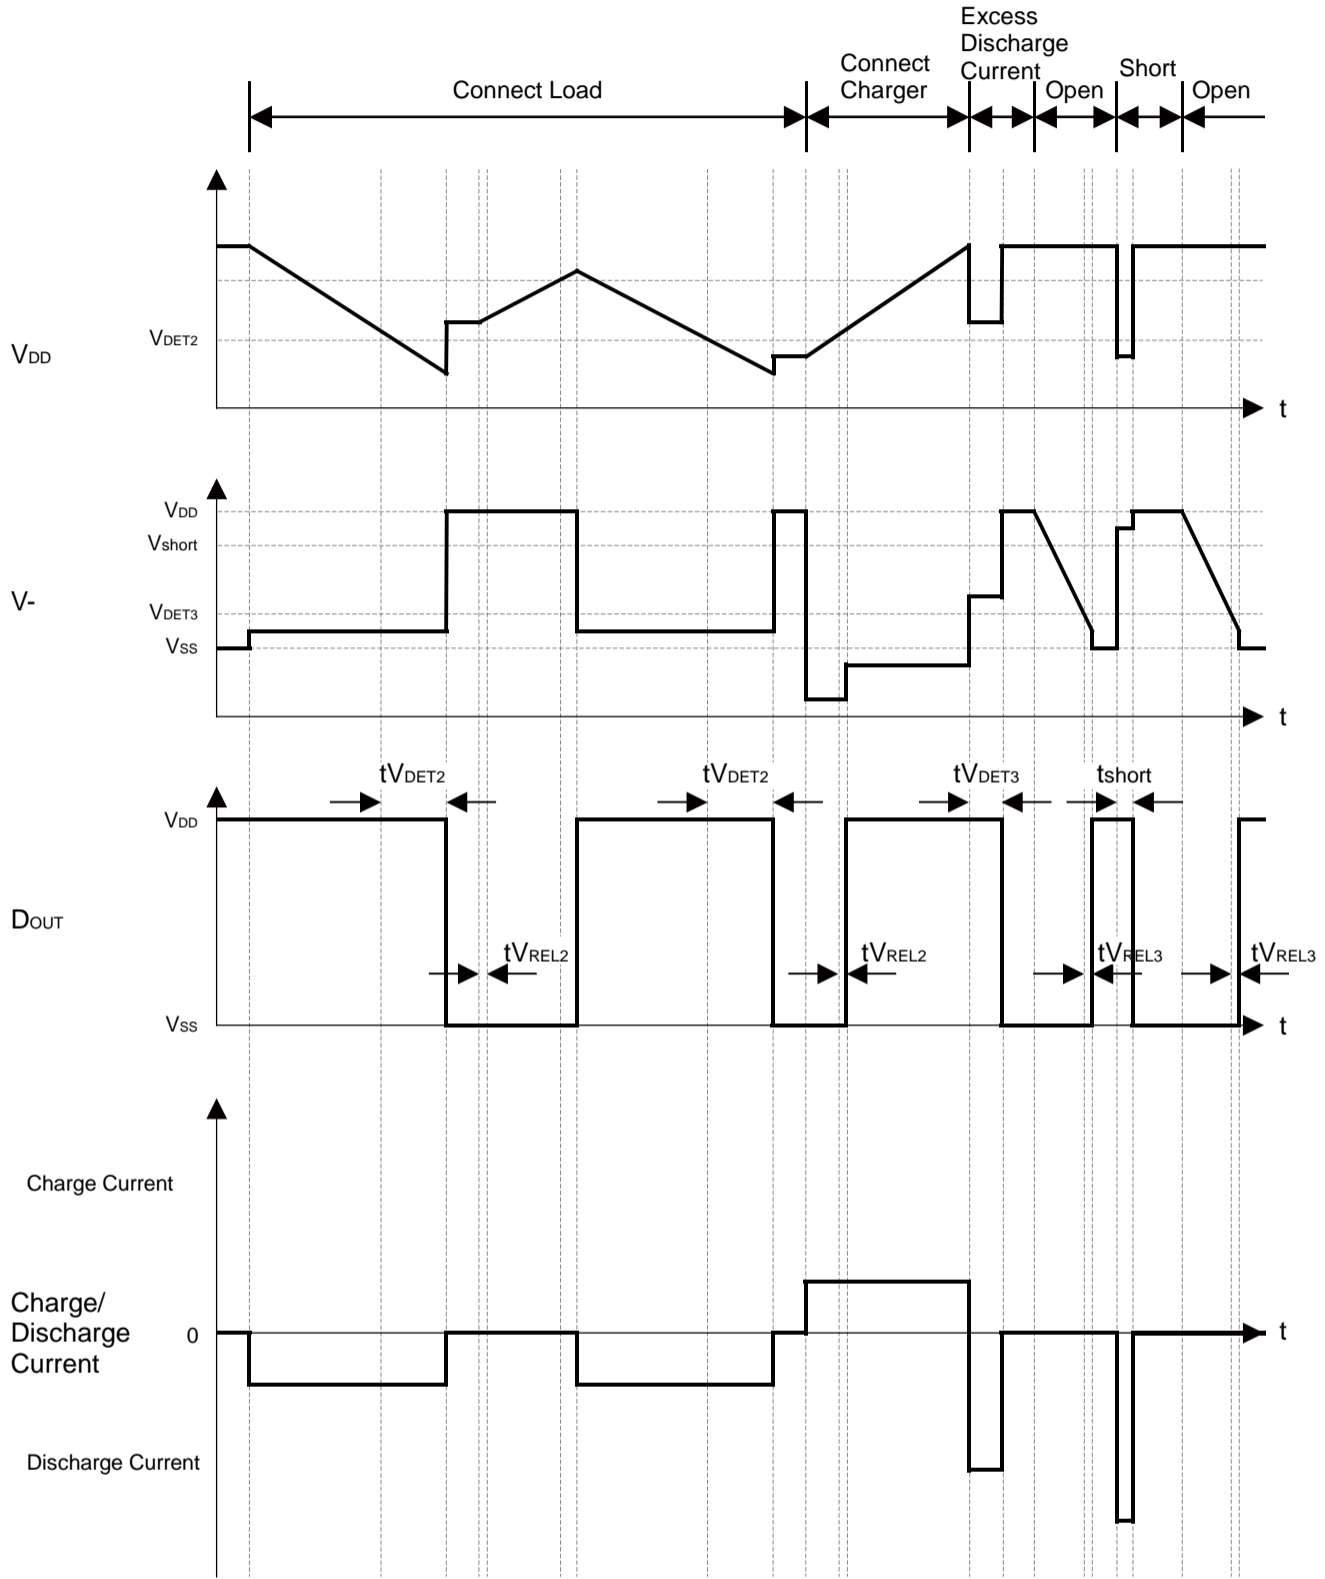 Excess
Discharge
Current
Connect
Charger
Short
Connect Load
Open
Open
VDET2
VDD
t
VDD
Vshort
V-
VDET3
VSS
t
tVDET2
tVDET2
tVDET3
tshort
VDD
DOUT
tVREL2
tVREL2
tVREL3
tVREL3
VSS
t
Charge Current
Charge/
Discharge
Current
0
t
Discharge Current